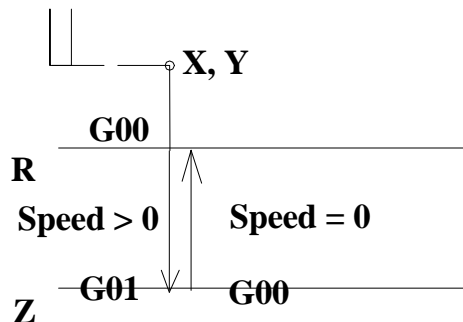 X, Y
G00
R
Speed > 0 Speed = 0
G01 G00
Z